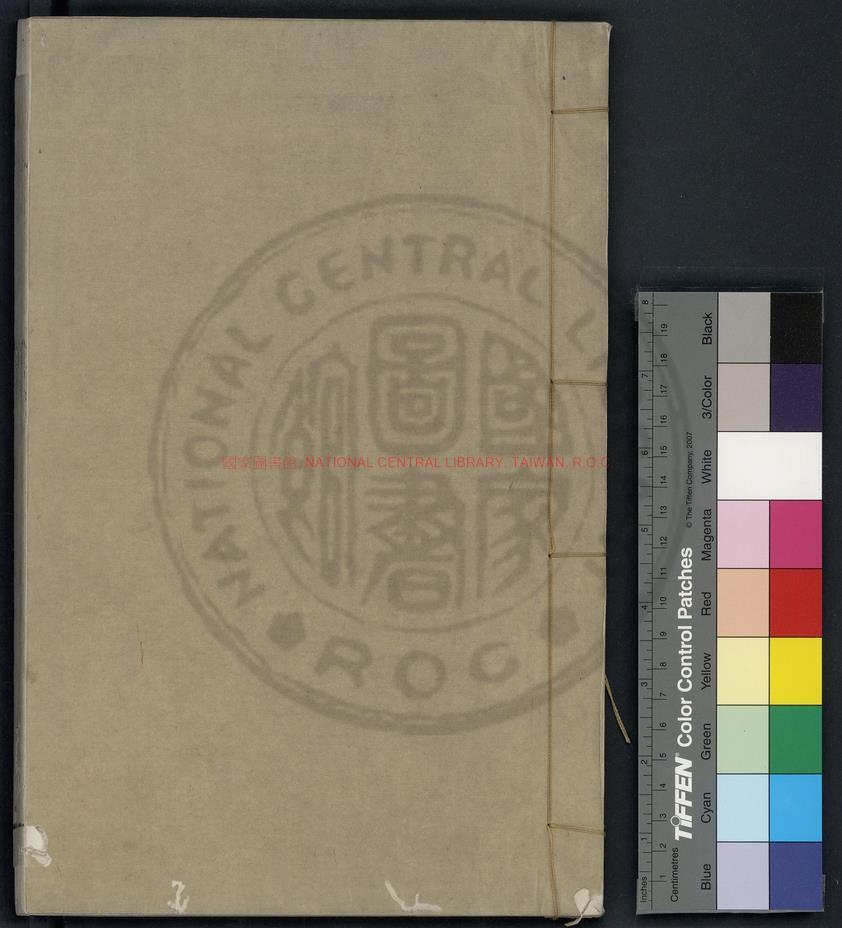 NATIONAL CENTRAL LI
國家圖書館
ROC
國家圖書館, NATIONAL CENTRAL LIBRARY, TAIWAN, R.O.C
Inches 1 2 3 4 5 6 7 8
Centimetres 1 2 3 4 5 6 7 8 9 10 11 12 13 14 15 16 17 18 19
TIFFEN® Color Control Patches © The Tiffen Company, 2007
Blue Cyan Green Yellow Red Magenta White 3/Color Black